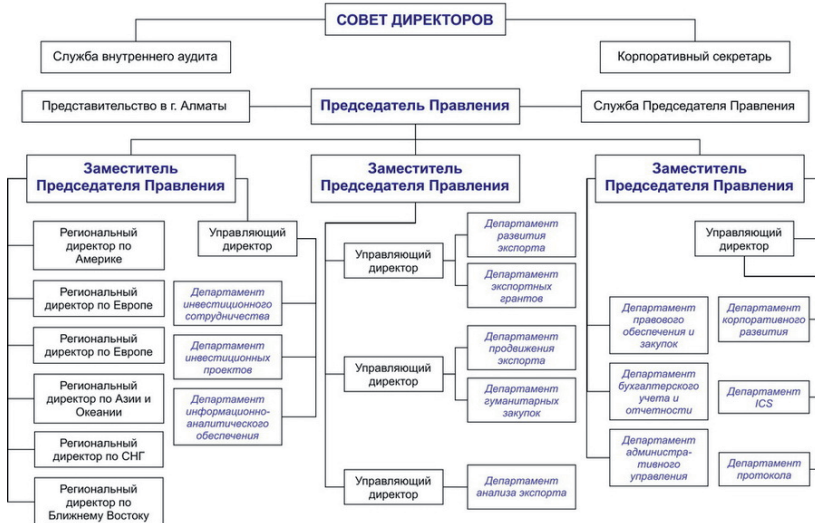 СОВЕТ ДИРЕКТОРОВ
Служба внутреннего аудита
Корпоративный секретарь
Представительство в г. Алматы
Председатель Правления
Служба Председателя Правления
Заместитель
Председателя Правления
Заместитель
Председателя Правления
Заместитель
Председателя Правления
Региональный
директор по
Америке
Региональный
директор по Европе
Региональный
директор по Европе
Региональный
директор по Азии и
Океании
Региональный
директор по СНГ
Региональный
директор по
Ближнему Востоку
Управляющий
директор
Департамент
инвестиционного
сотрудничества
Департамент
инвестиционных
проектов
Департамент
информационно-
аналитического
обеспечения
Управляющий
директор
Департамент
развития
экспорта
Департамент
экспортных
грантов
Управляющий
директор
Департамент
продвижения
экспорта
Департамент
гуманитарных
закупок
Управляющий
директор
Департамент
анализа экспорта
Управляющий
директор
Департамент
правового
обеспечения и
закупок
Департамент
бухгалтерского
учета и
отчетности
Департамент
администра-
тивного
управления
Департамент
корпоративного
развития
Департамент
ICS
Департамент
протокола